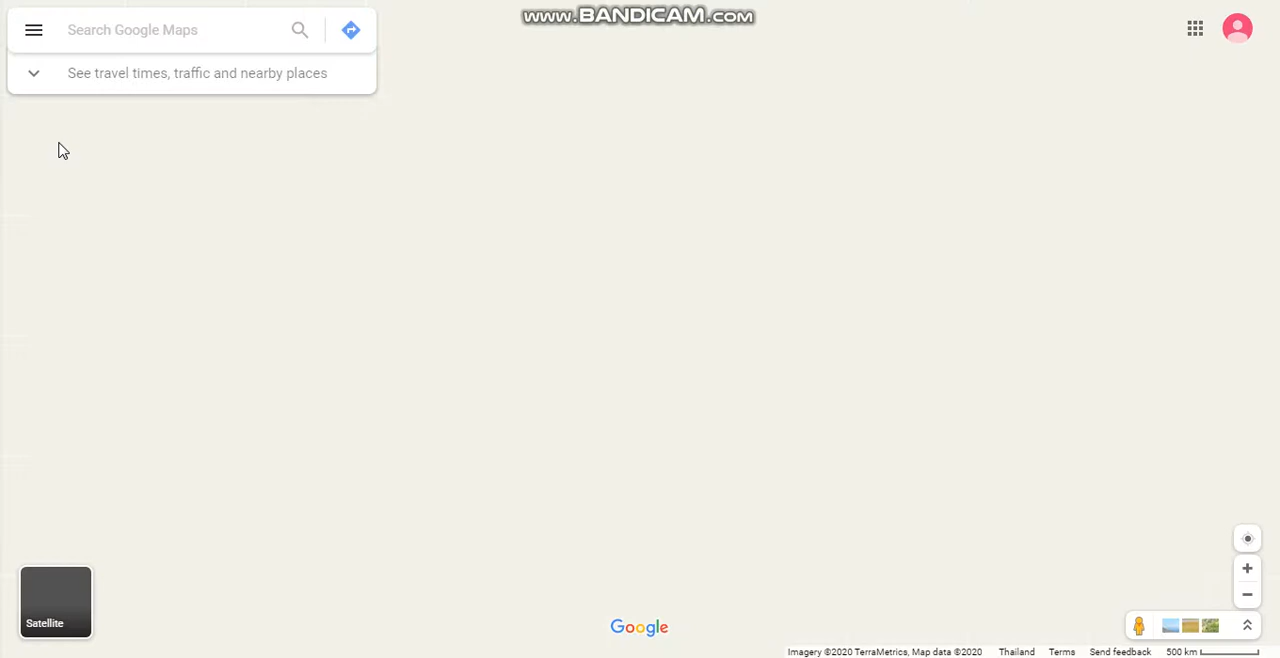 www.BANDICAM.com
Search Google Maps
See travel times, traffic and nearby places
Satellite
Google
Imagery ©2020 TerraMetrics, Map data ©2020 Thailand Terms Send feedback 500 km